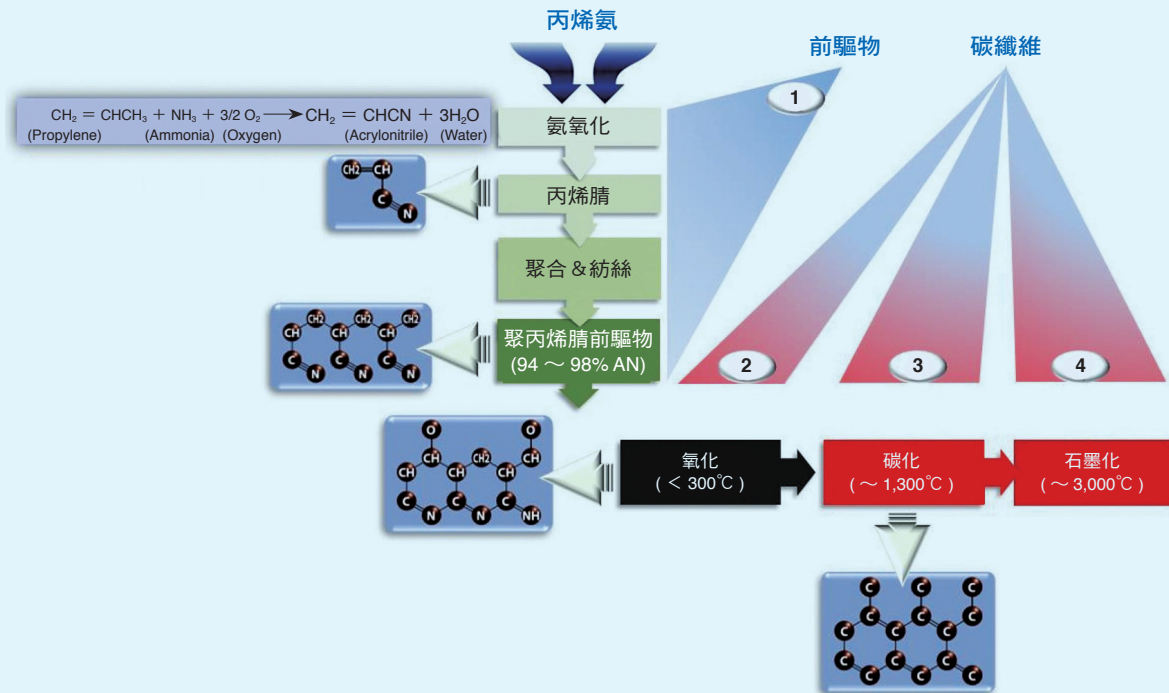 丙烯氨
前驅物
碳纖維
1
CH₂ = CHCH₃ + NH₃ + 3/2 O₂ → CH₂ = CHCN + 3H₂O
(Propylene) (Ammonia) (Oxygen) (Acrylonitrile) (Water)
氨氧化
CH2 CH
C
N
丙烯腈
聚合＆紡絲
CH2 CH2 CH2 CH2
CH CH CH
C C C
N N N
聚丙烯腈前驅物
(94 ～ 98% AN)
2
3
4
O O
CH CH2 CH
CH CH CH
C C C
N N NH
氧化
( ＜ 300℃ )
碳化
( ～ 1,300℃ )
石墨化
( ～ 3,000℃ )
C C C
C C C
C C C C
C C C C
C C C